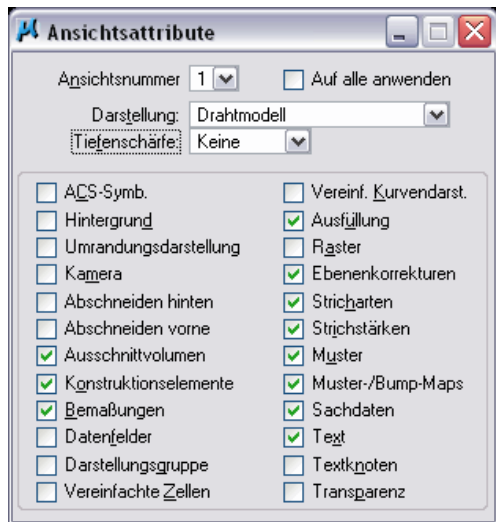 Ansichtsattribute
Ansichtsnummer 1 Auf alle anwenden
Darstellung: Drahtmodell
Tiefenschärfe: Keine
ACS-Symb. Vereinf. Kurvendarst.
Hintergrund Ausfüllung
Umrandungsdarstellung Raster
Kamera Ebenenkorrekturen
Abschneiden hinten Stricharten
Abschneiden vorne Strichstärken
Ausschnittvolumen Muster
Konstruktionselemente Muster-/Bump-Maps
Bemaßungen Sachdaten
Datenfelder Text
Darstellungsgruppe Textknoten
Vereinfachte Zellen Transparenz